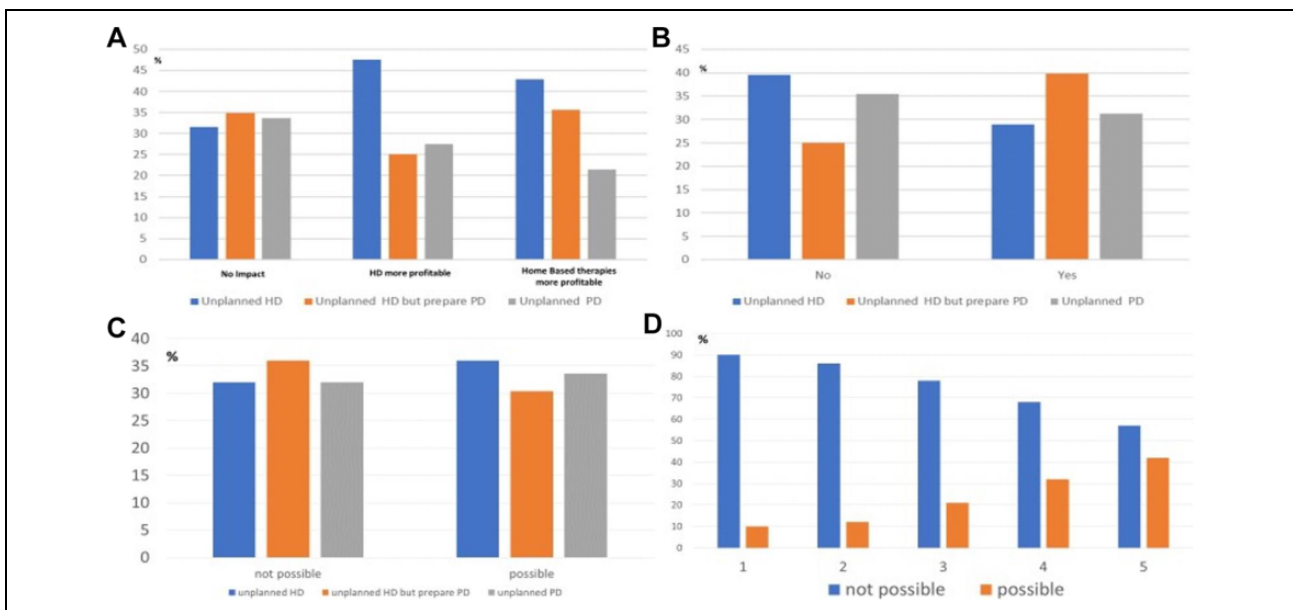 A
50
%
45
40
35
30
25
20
15
10
5
0
No Impact
HD more profitable
Home Based therapies
more profitable
Unplanned HD
Unplanned HD but prepare PD
Unplanned PD
B
45
40
%
35
30
25
20
15
10
5
0
No
Yes
Unplanned HD
Unplanned HD but prepare PD
Unplanned PD
C
40
%
35
30
25
20
15
10
5
0
not possible
possible
unplanned HD
unplanned HD but prepare PD
unplanned PD
D
100
%
90
80
70
60
50
40
30
20
10
0
1 2 3 4 5
not possible
possible